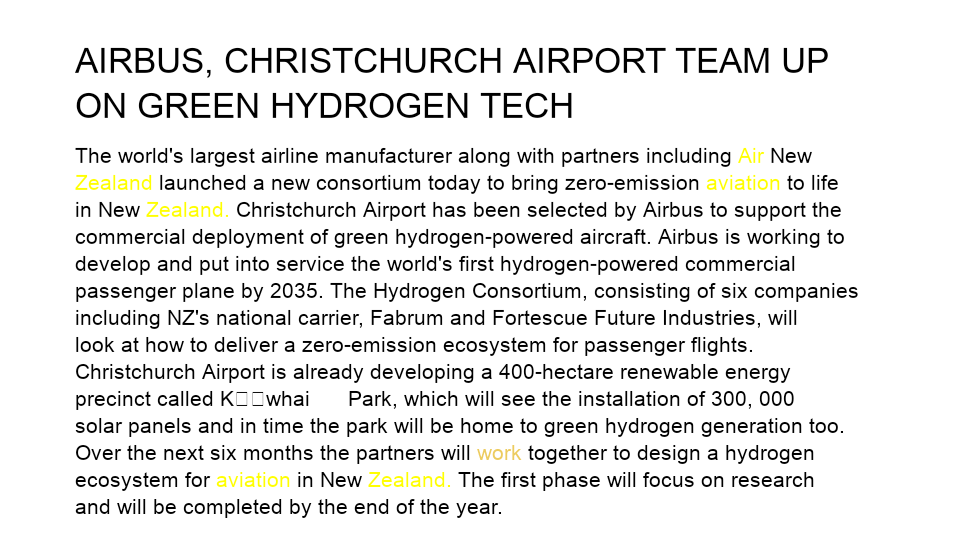 AIRBUS, CHRISTCHURCH AIRPORT TEAM UP
ON GREEN HYDROGEN TECH
The world's largest airline manufacturer along with partners including Air New
Zealand launched a new consortium today to bring zero-emission aviation to life
in New Zealand. Christchurch Airport has been selected by Airbus to support the
commercial deployment of green hydrogen-powered aircraft. Airbus is working to
develop and put into service the world's first hydrogen-powered commercial
passenger plane by 2035. The Hydrogen Consortium, consisting of six companies
including NZ's national carrier, Fabrum and Fortescue Future Industries, will
look at how to deliver a zero-emission ecosystem for passenger flights.
Christchurch Airport is already developing a 400-hectare renewable energy
precinct called K□□whai Park, which will see the installation of 300, 000
solar panels and in time the park will be home to green hydrogen generation too.
Over the next six months the partners will work together to design a hydrogen
ecosystem for aviation in New Zealand. The first phase will focus on research
and will be completed by the end of the year.